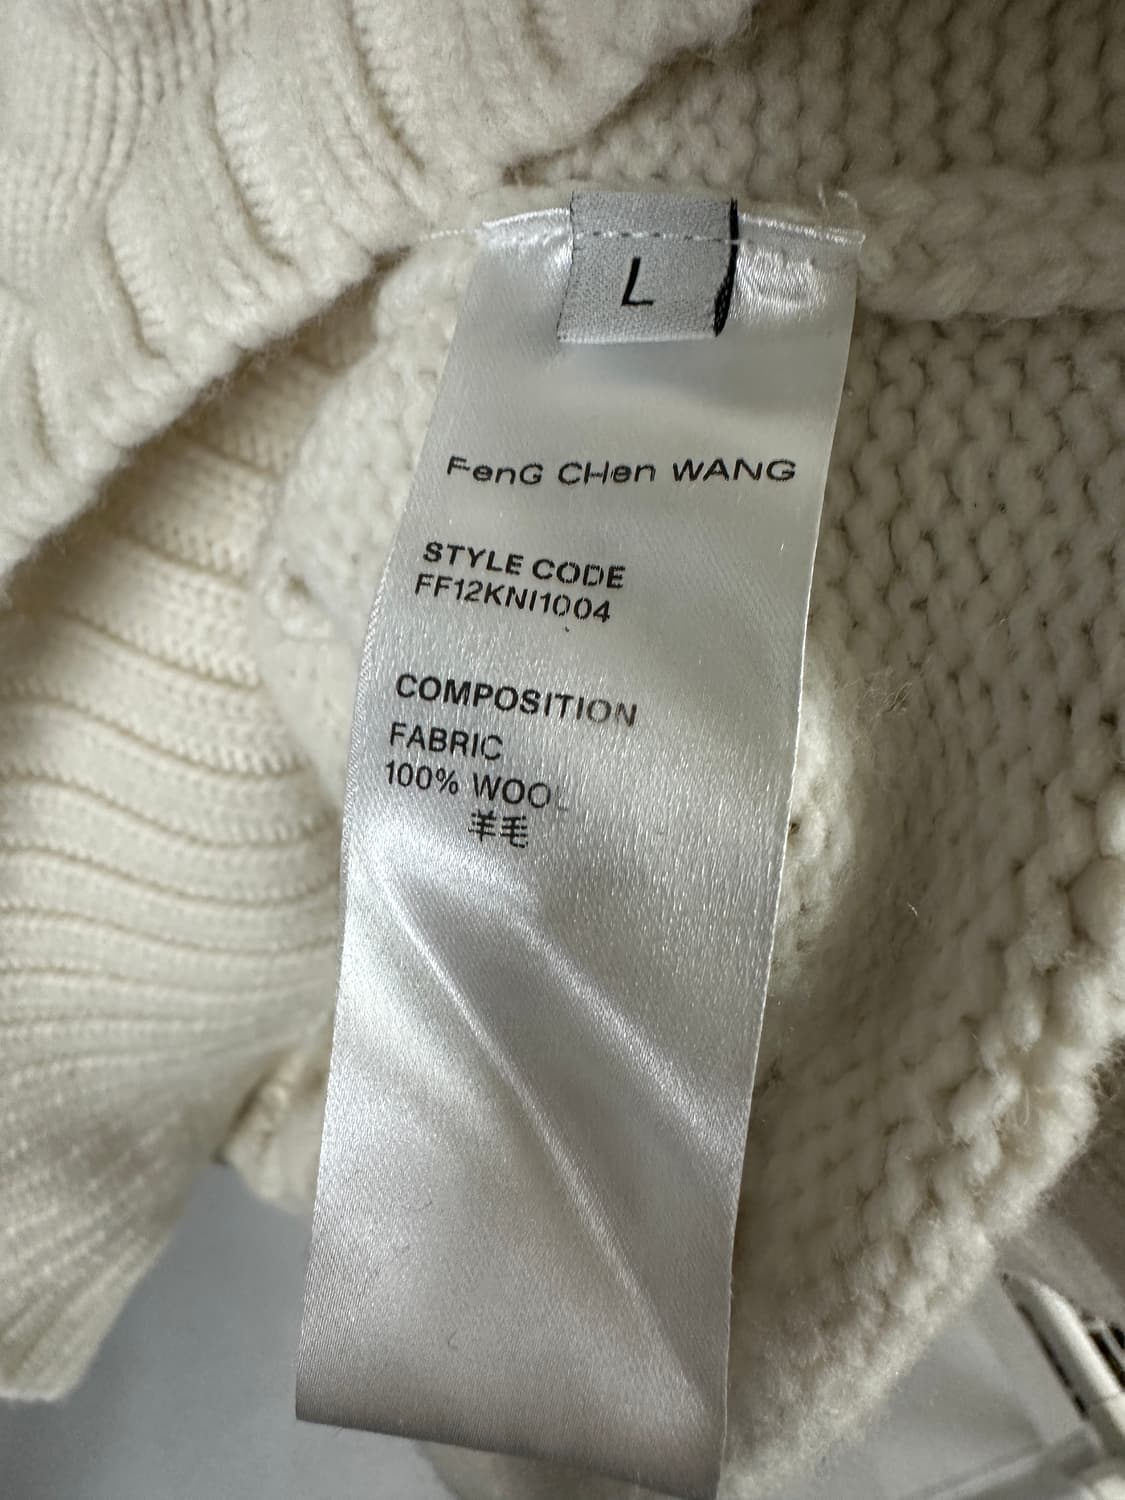 L
FenG CHen WANG
STYLE CODE
FF12KNI1004
COMPOSITION
FABRIC
100% WOOL
羊毛